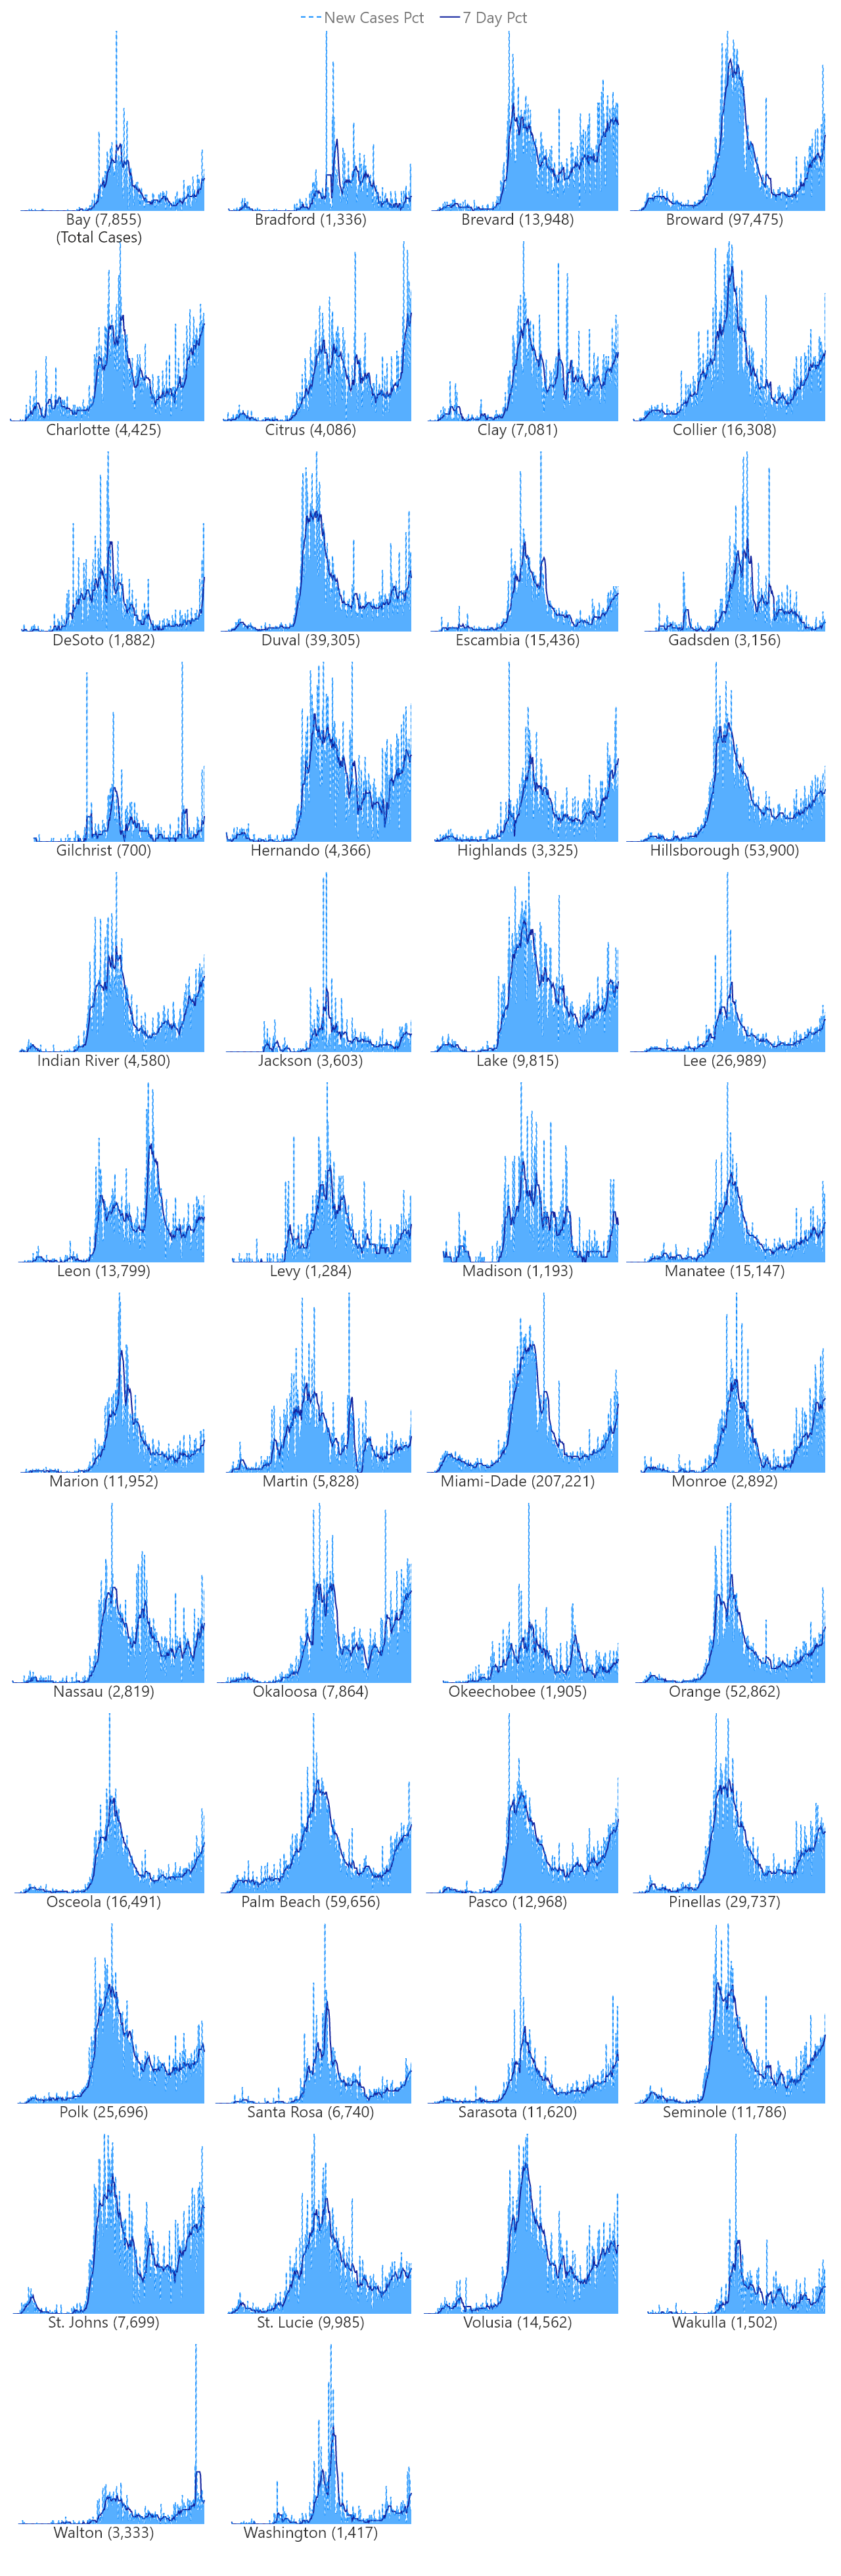 New Cases Pct 7 Day Pct
Bay (7,855) Bradford (1,336) Brevard (13,948) Broward (97,475)
(Total Cases)
Charlotte (4,425) Citrus (4,086) Clay (7,081) Collier (16,308)
DeSoto (1,882) Duval (39,305) Escambia (15,436) Gadsden (3,156)
Gilchrist (700) Hernando (4,366) Highlands (3,325) Hillsborough (53,900)
Indian River (4,580) Jackson (3,603) Lake (9,815) Lee (26,989)
Leon (13,799) Levy (1,284) Madison (1,193) Manatee (15,147)
Marion (11,952) Martin (5,828) Miami-Dade (207,221) Monroe (2,892)
Nassau (2,819) Okaloosa (7,864) Okeechobee (1,905) Orange (52,862)
Osceola (16,491) Palm Beach (59,656) Pasco (12,968) Pinellas (29,737)
Polk (25,696) Santa Rosa (6,740) Sarasota (11,620) Seminole (11,786)
St. Johns (7,699) St. Lucie (9,985) Volusia (14,562) Wakulla (1,502)
Walton (3,333) Washington (1,417)